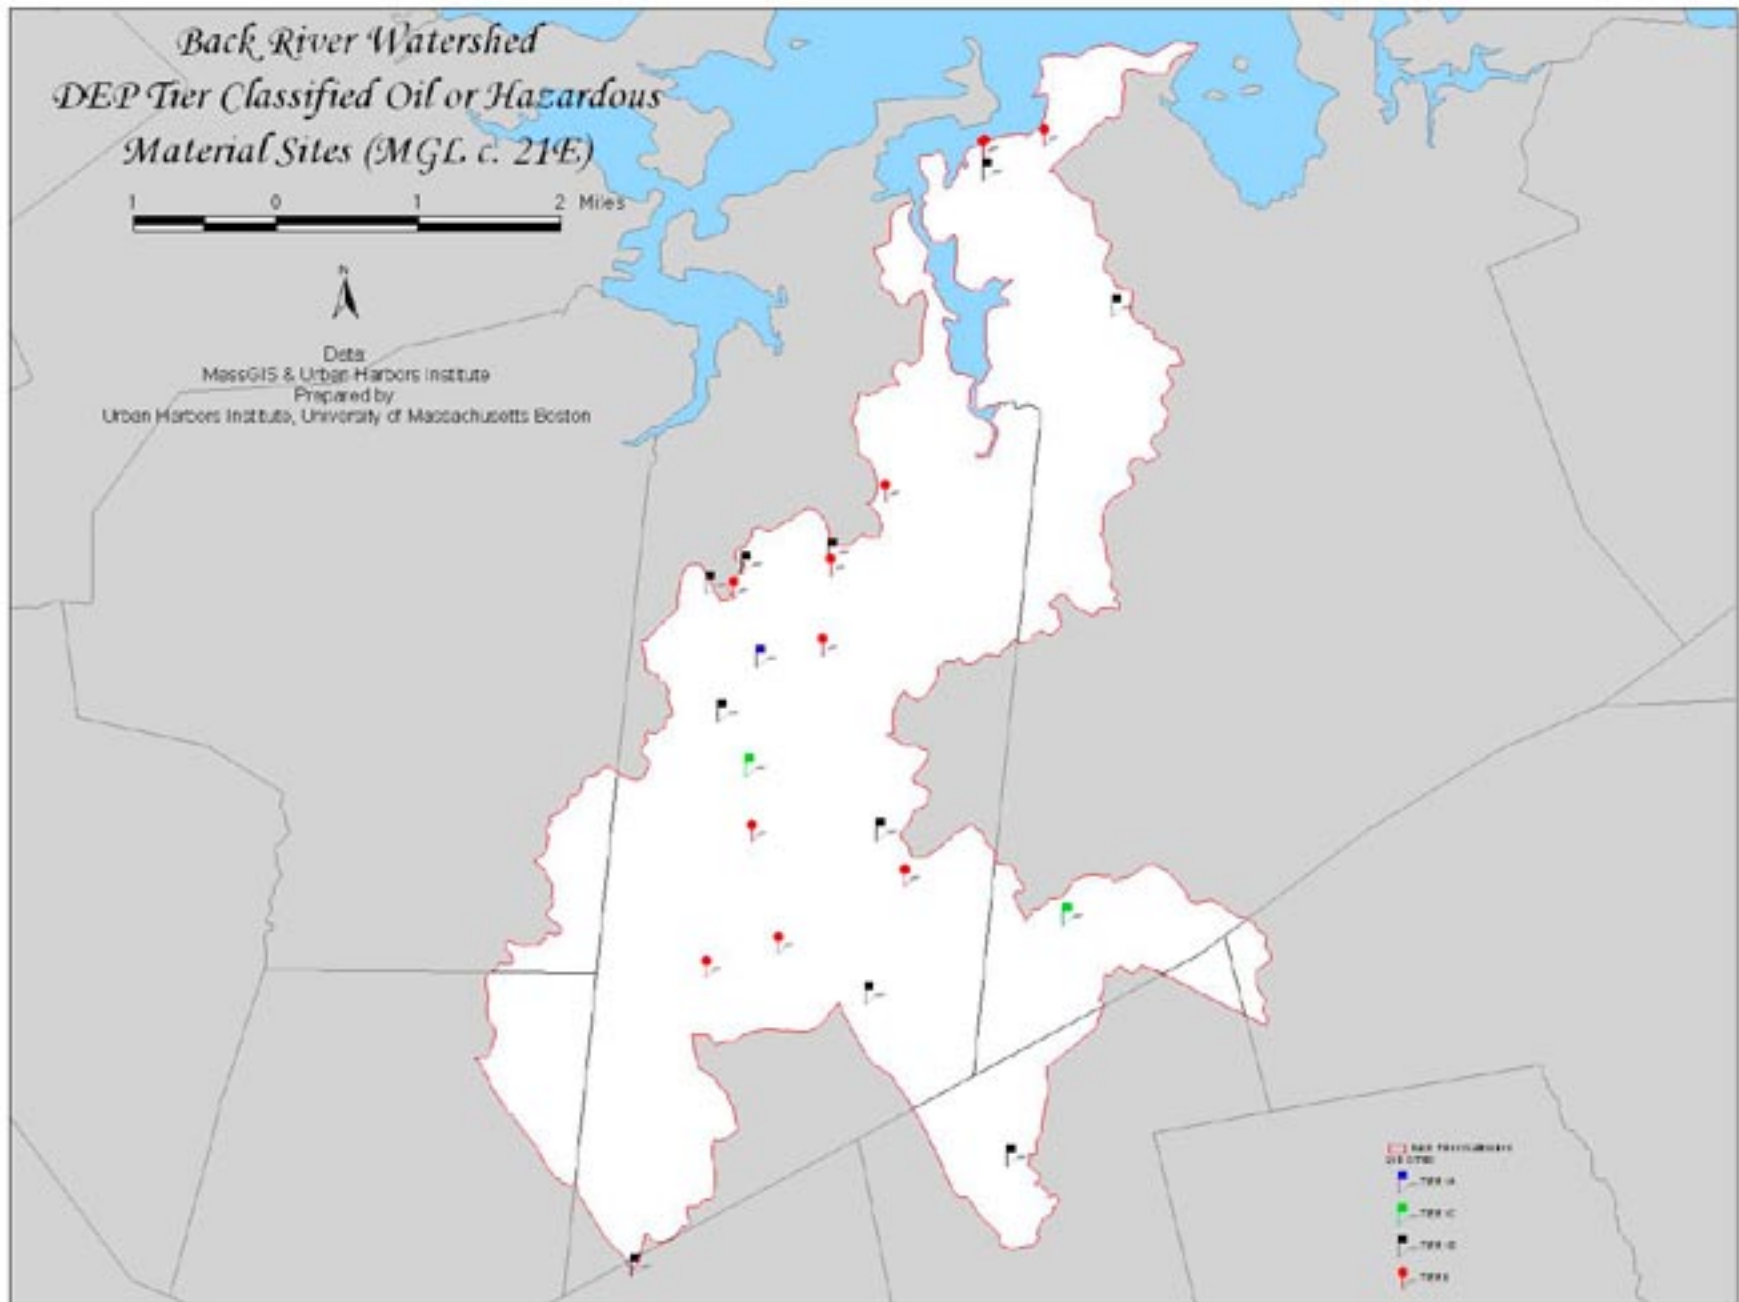 Back River Watershed
DEP Tier Classified Oil or Hazardous
Material Sites (MGL c. 21E)
1 0 1 2 Miles
N
Data:
MassGIS & Urban Harbors Institute
Prepared by
Urban Harbors Institute, University of Massachusetts Boston